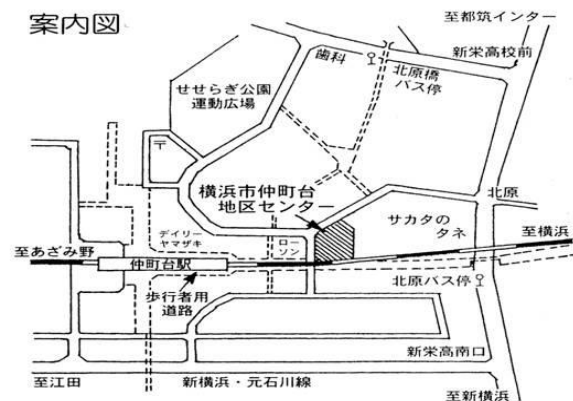 案内図
至都筑インター
新栄高校前
歯科
北原橋
バス停
せせらぎ公園
運動広場
〒
横浜市仲町台
地区センター
北原
サカタの
タネ
デイリー
ヤマザキ
ロー
ソン
至横浜
至あざみ野
仲町台駅
歩行者用
道路
北原バス停
新栄高南口
至江田
新横浜・元石川線
至新横浜